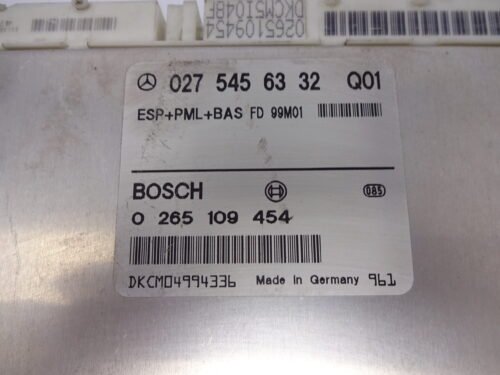 0265109454
DKCM51048F
027 545 63 32 Q01
ESP+PML+BAS FD 99M01
BOSCH
085
0 265 109 454
DKCM04994336 Made in Germany 961